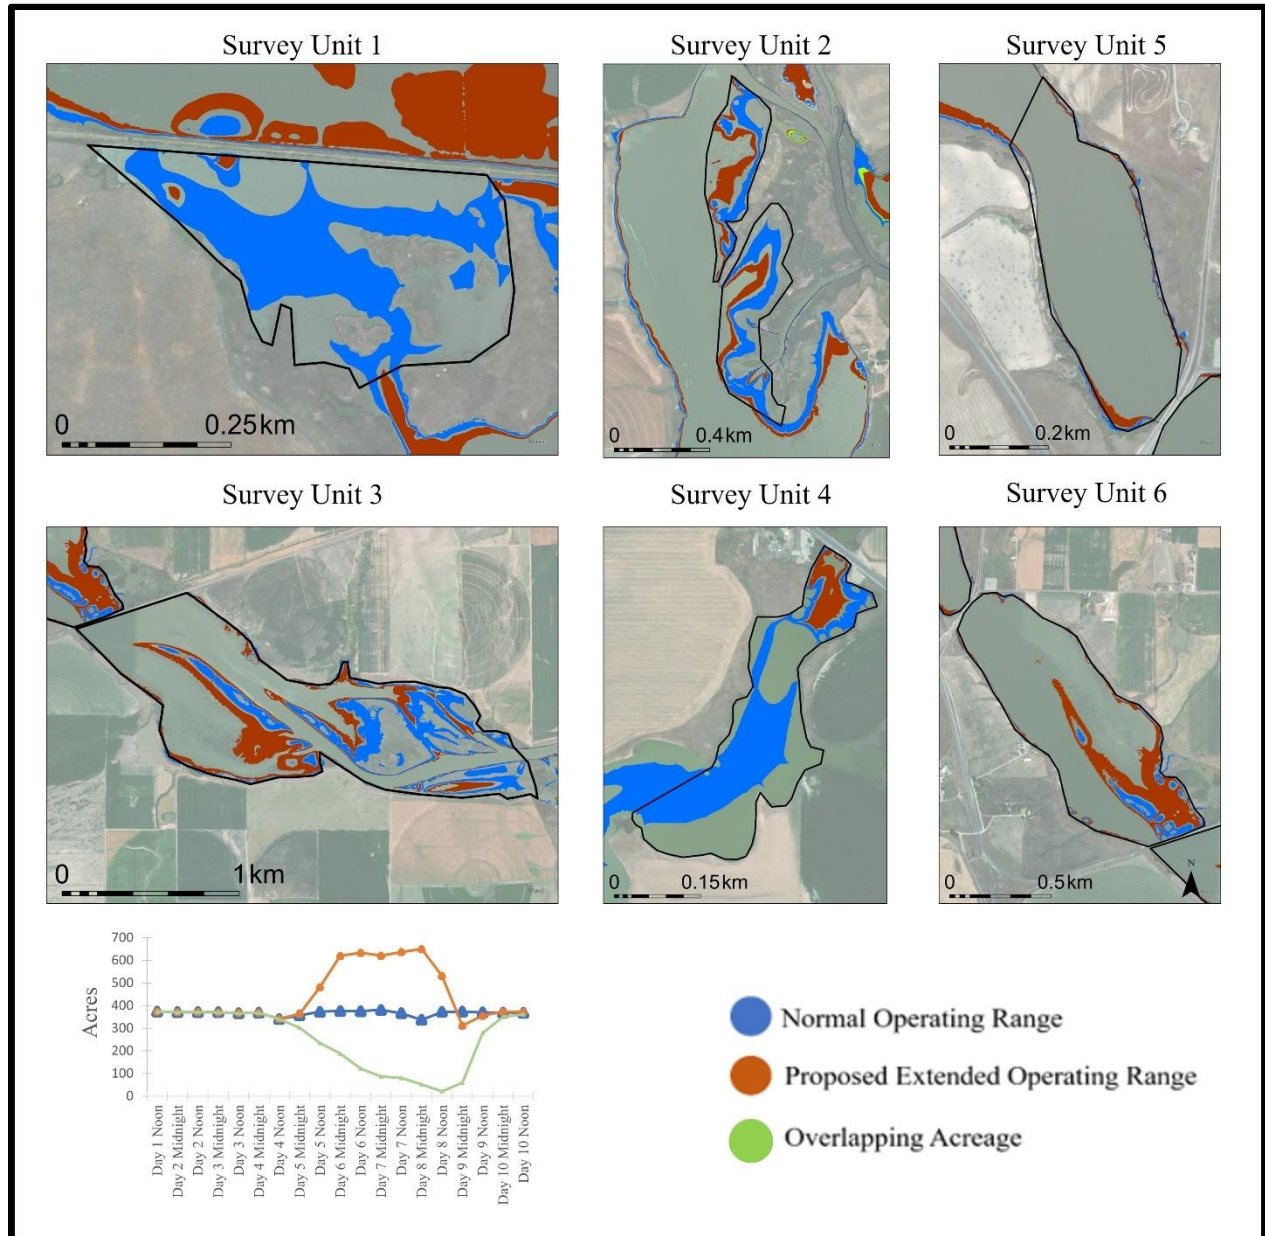 Survey Unit 1
Survey Unit 2
Survey Unit 5
0 0.25km
0 0.4km
0 0.2km
Survey Unit 3
Survey Unit 4
Survey Unit 6
0 1km
0 0.15km
0 0.5km
N
700
600
500
400
300
200
100
0
Acres
Day 1 Noon
Day 2 Midnight
Day 2 Noon
Day 3 Midnight
Day 3 Noon
Day 4 Midnight
Day 4 Noon
Day 5 Midnight
Day 5 Noon
Day 6 Midnight
Day 6 Noon
Day 7 Midnight
Day 7 Noon
Day 8 Midnight
Day 8 Noon
Day 9 Midnight
Day 9 Noon
Day 10 Midnight
Day 10 Noon
Normal Operating Range
Proposed Extended Operating Range
Overlapping Acreage